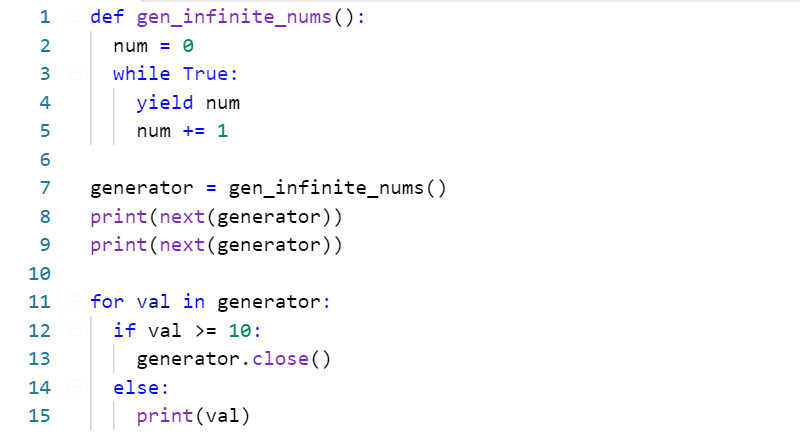 1 def gen_infinite_nums():
2   num = 0
3   while True:
4     yield num
5     num += 1
6
7 generator = gen_infinite_nums()
8 print(next(generator))
9 print(next(generator))
10
11 for val in generator:
12   if val >= 10:
13     generator.close()
14   else:
15     print(val)